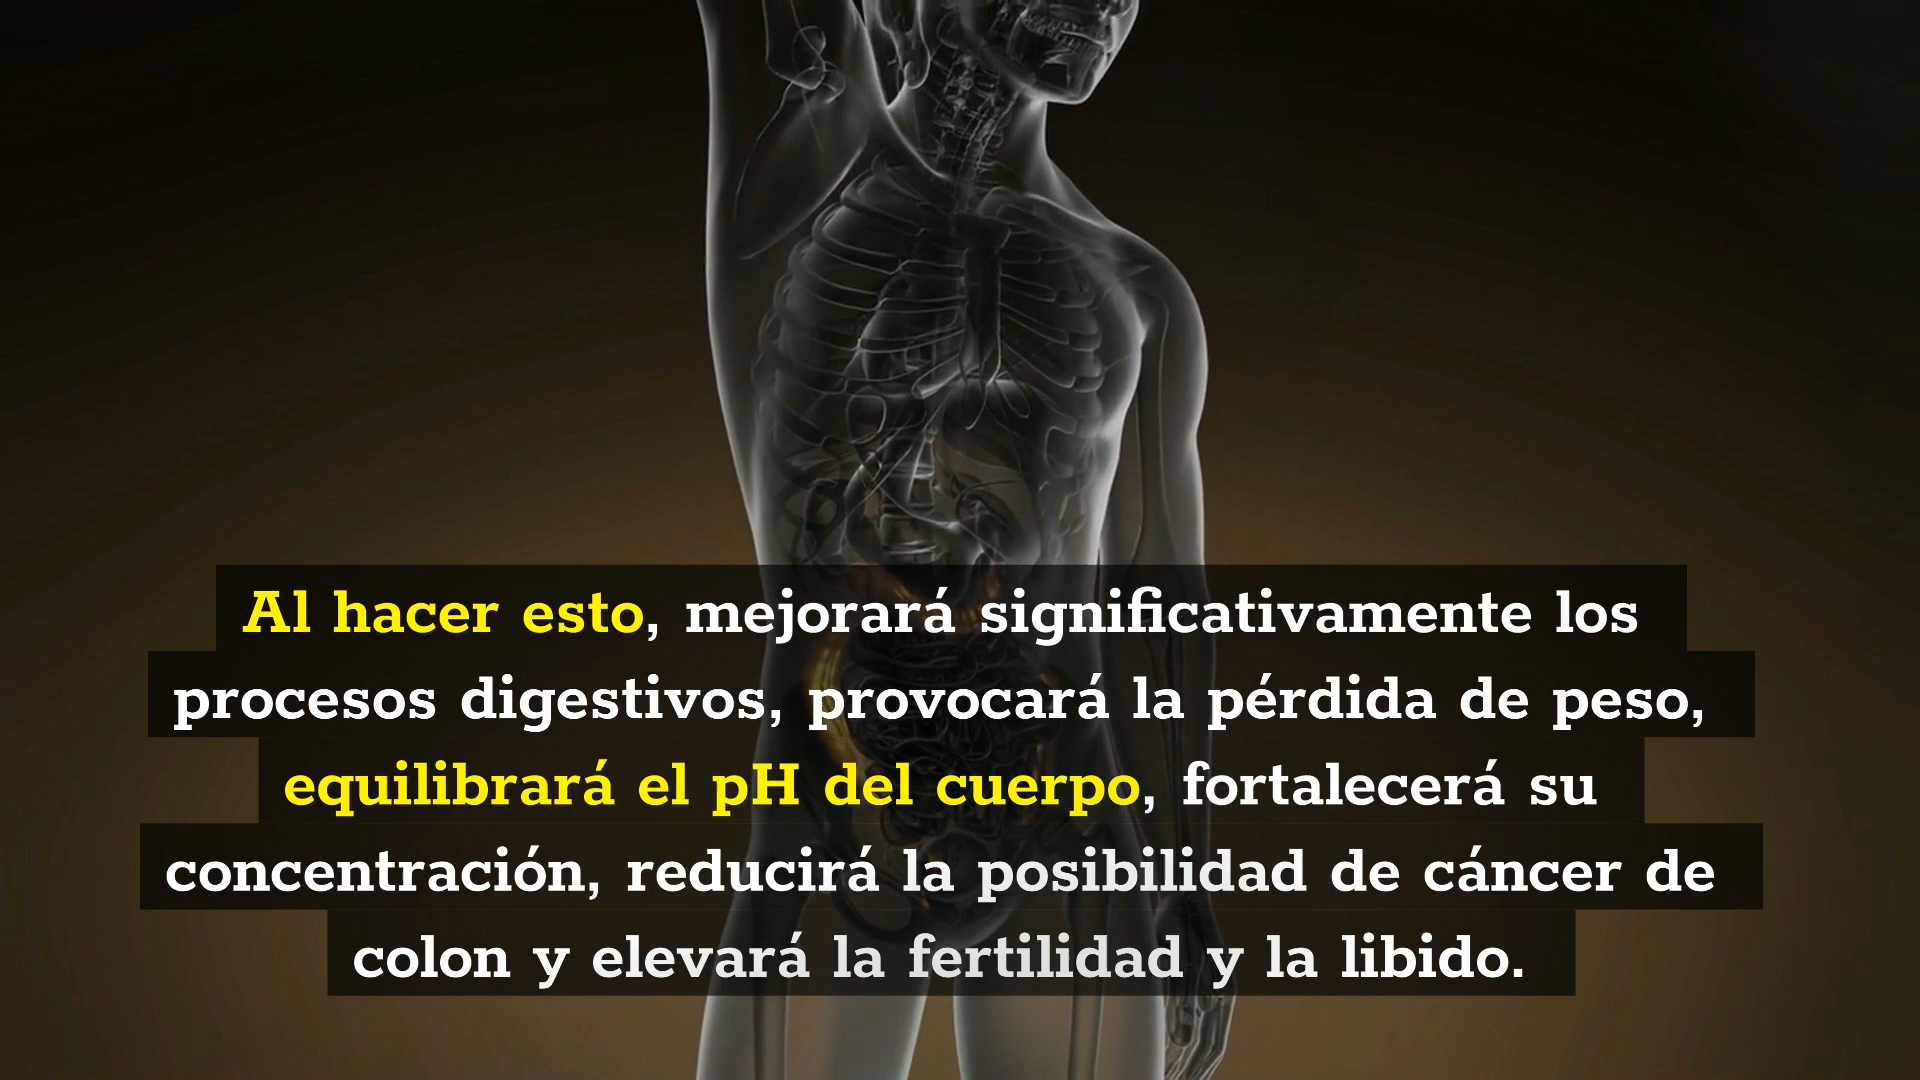 Al hacer esto, mejorará significativamente los
procesos digestivos, provocará la pérdida de peso,
equilibrará el pH del cuerpo, fortalecerá su
concentración, reducirá la posibilidad de cáncer de
colon y elevará la fertilidad y la libido.